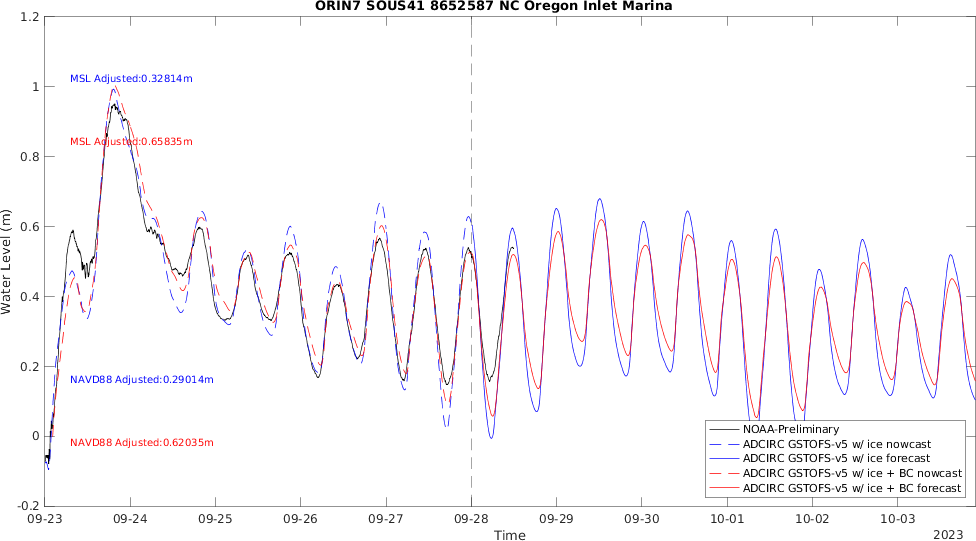 ORIN7 SOUS41 8652587 NC Oregon Inlet Marina
1.2
1
0.8
0.6
0.4
0.2
0
-0.2
Water Level (m)
MSL Adjusted:0.32814m
MSL Adjusted:0.65835m
NAVD88 Adjusted:0.29014m
NAVD88 Adjusted:0.62035m
NOAA-Preliminary
ADCIRC GSTOFS-v5 w/ ice nowcast
ADCIRC GSTOFS-v5 w/ ice forecast
ADCIRC GSTOFS-v5 w/ ice + BC nowcast
ADCIRC GSTOFS-v5 w/ ice + BC forecast
09-23 09-24 09-25 09-26 09-27 09-28 09-29 09-30 10-01 10-02 10-03
Time
2023